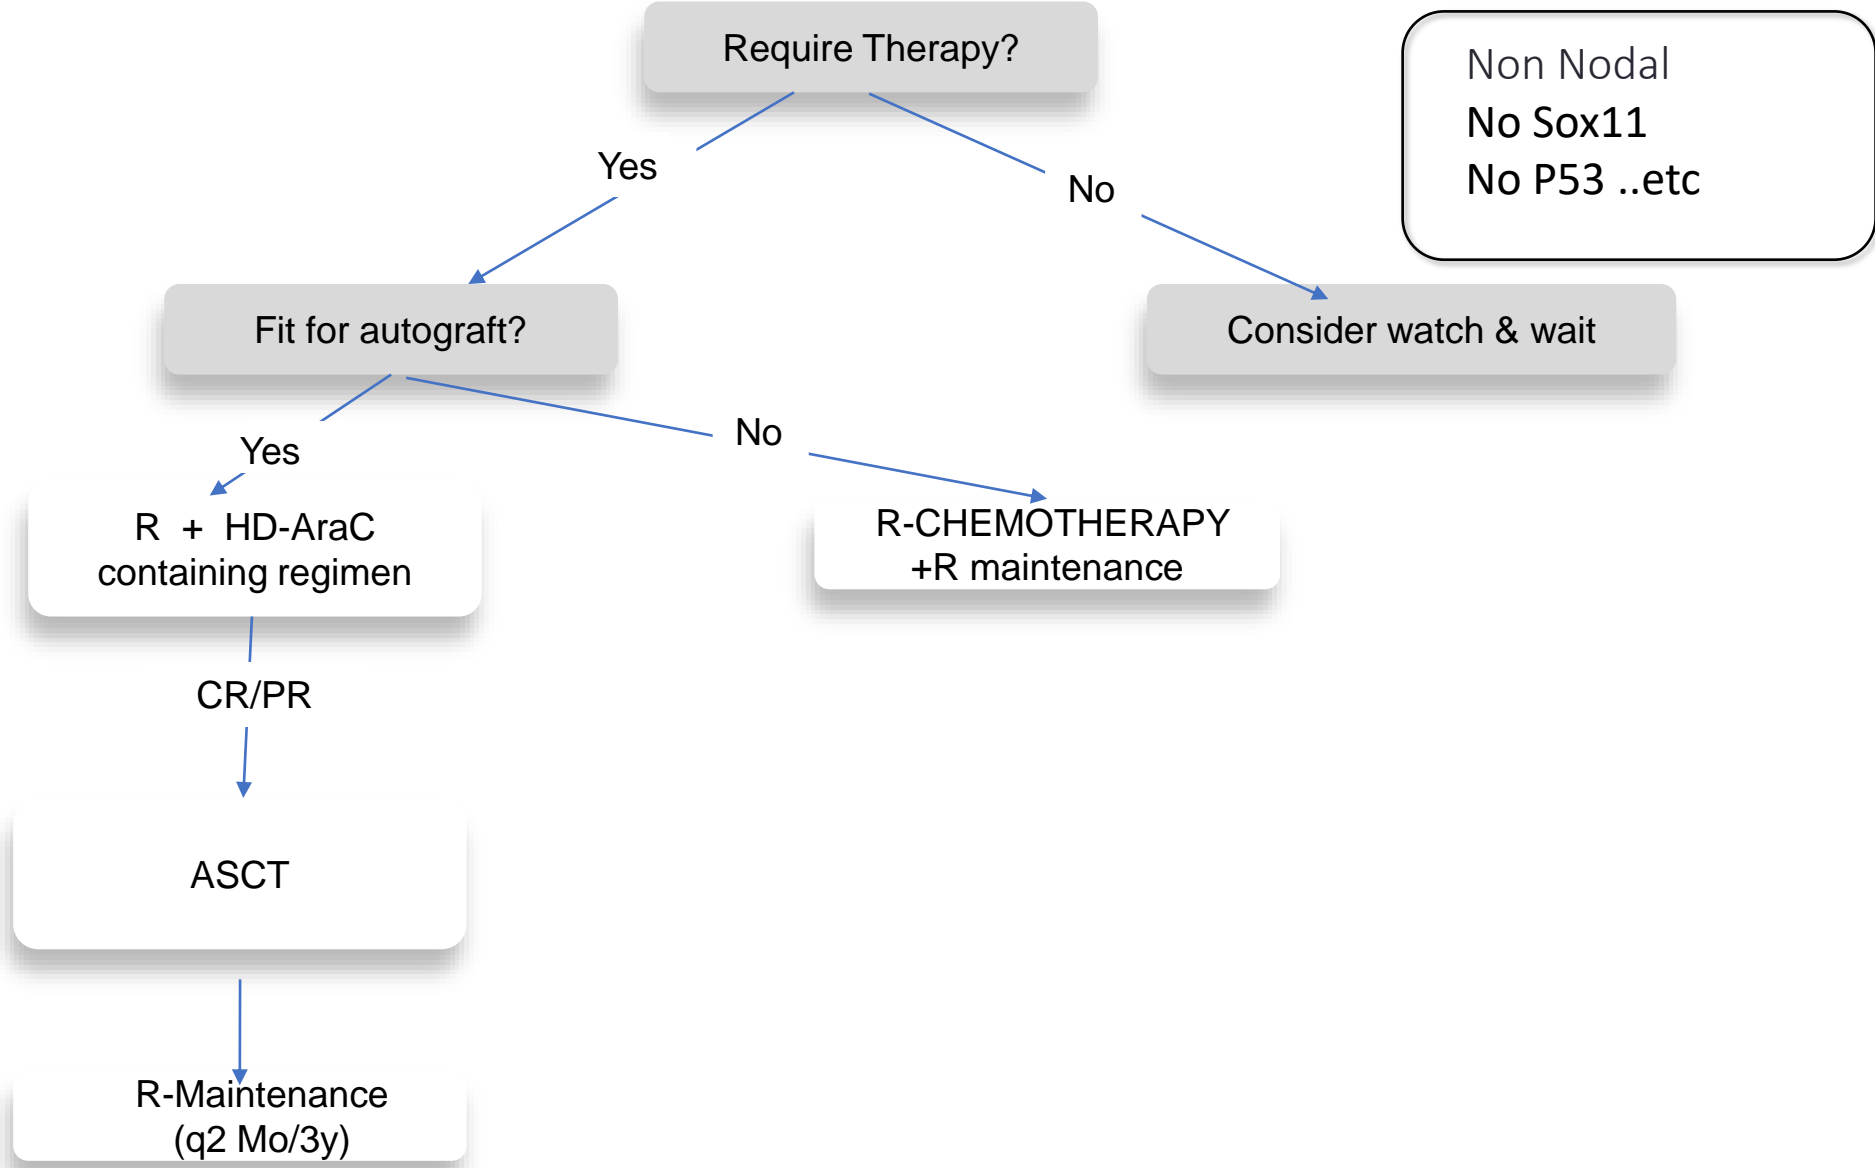 Require Therapy?
Non Nodal
No Sox11
No P53 ..etc
Yes
No
Fit for autograft?
Consider watch & wait
Yes
No
R + HD-AraC
containing regimen
R-CHEMOTHERAPY
+R maintenance
CR/PR
ASCT
R-Maintenance
(q2 Mo/3y)